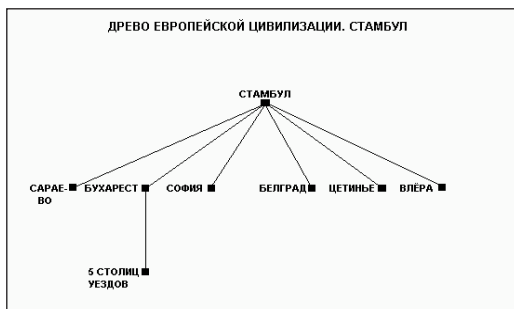 ДРЕВО ЕВРОПЕЙСКОЙ ЦИВИЛИЗАЦИИ. СТАМБУЛ
СТАМБУЛ
САРАЕ-
ВО
БУХАРЕСТ
СОФИЯ
БЕЛГРАД
ЦЕТИНЬЕ
ВЛЁРА
5 СТОЛИЦ
УЕЗДОВ